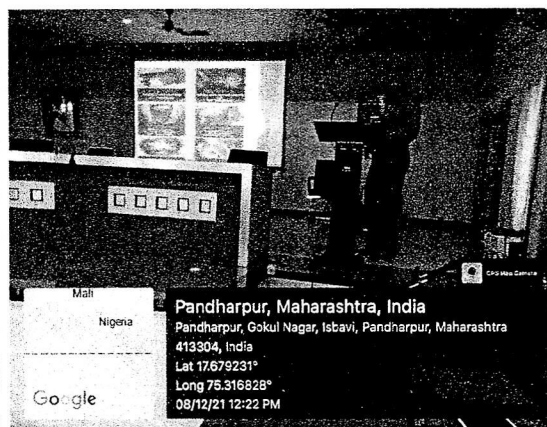 GPS Map Camera
Mali
Nigeria
Google
Pandharpur, Maharashtra, India
Pandharpur, Gokul Nagar, Isbavi, Pandharpur, Maharashtra
413304, India
Lat 17.679231°
Long 75.316828°
08/12/21 12:22 PM